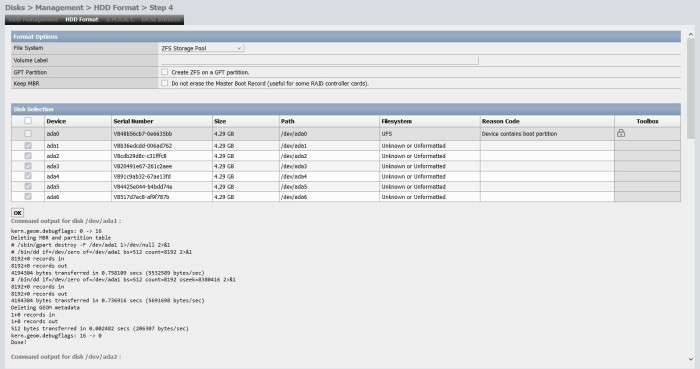 Disks > Management > HDD Format > Step 4
HDD Management HDD Format S.M.A.R.T. iSCSI Initiator
Format Options
File System ZFS Storage Pool
Volume Label
GPT Partition Create ZFS on a GPT partition.
Keep MBR Do not erase the Master Boot Record (useful for some RAID controller cards).
Disk Selection
Device Serial Number Size Path Filesystem Reason Code Toolbox
ada0 VB48b56cb7-0e6635bb 4.29 GB /dev/ada0 UFS Device contains boot partition
ada1 VBb36edcdd-006ad762 4.29 GB /dev/ada1 Unknown or Unformatted
ada2 VBcdb29d8c-c31fffc8 4.29 GB /dev/ada2 Unknown or Unformatted
ada3 VB20491e67-261c2aee 4.29 GB /dev/ada3 Unknown or Unformatted
ada4 VB91c9ab32-67ae13fd 4.29 GB /dev/ada4 Unknown or Unformatted
ada5 VB4425e044-b4bdd74e 4.29 GB /dev/ada5 Unknown or Unformatted
ada6 VB517d7ec8-af9f787b 4.29 GB /dev/ada6 Unknown or Unformatted
OK
Command output for disk /dev/ada1 :
kern.geom.debugflags: 0 -> 16
Deleting MBR and partition table
# /sbin/gpart destroy -F /dev/ada1 1>/dev/null 2>&1
# /bin/dd if=/dev/zero of=/dev/ada1 bs=512 count=8192 2>&1
8192+0 records in
8192+0 records out
4194304 bytes transferred in 0.758109 secs (5532589 bytes/sec)
# /bin/dd if=/dev/zero of=/dev/ada1 bs=512 count=8192 oseek=8380416 2>&1
8192+0 records in
8192+0 records out
4194304 bytes transferred in 0.736916 secs (5691698 bytes/sec)
Deleting GEOM metadata
1+0 records in
1+0 records out
512 bytes transferred in 0.002482 secs (206307 bytes/sec)
kern.geom.debugflags: 16 -> 0
Done!
Command output for disk /dev/ada2 :